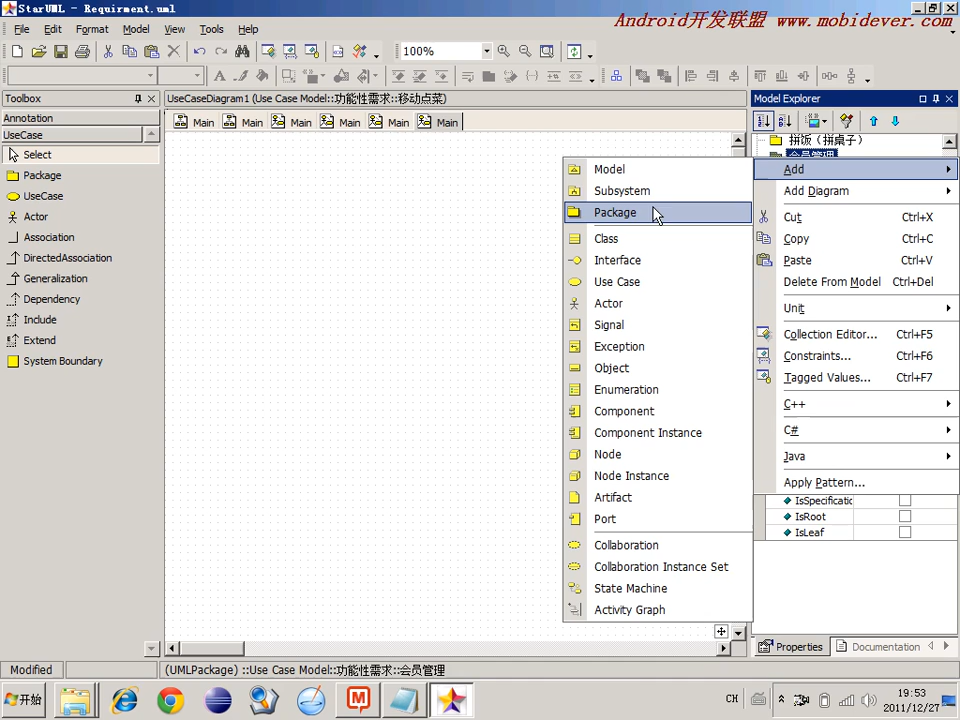 StarUML - Requirment.uml
Android开发联盟 www.mobidever.com
File Edit Format Model View Tools Help
100%
Toolbox
UseCaseDiagram1 (Use Case Model::功能性需求::移动点菜)
Model Explorer
Annotation
Main Main Main Main Main Main
UseCase
拼饭（拼桌子）
会员管理
Select
Package
UseCase
Actor
Association
DirectedAssociation
Generalization
Dependency
Include
Extend
System Boundary
Model
Subsystem
Package
Class
Interface
Use Case
Actor
Signal
Exception
Object
Enumeration
Component
Component Instance
Node
Node Instance
Artifact
Port
Collaboration
Collaboration Instance Set
State Machine
Activity Graph
Add
Add Diagram
Cut Ctrl+X
Copy Ctrl+C
Paste Ctrl+V
Delete From Model Ctrl+Del
Unit
Collection Editor... Ctrl+F5
Constraints... Ctrl+F6
Tagged Values... Ctrl+F7
C++
C#
Java
Apply Pattern...
IsSpecificatic
IsRoot
IsLeaf
Properties Documentation
Modified
(UMLPackage) ::Use Case Model::功能性需求::会员管理
开始
CH
19:53
2011/12/27